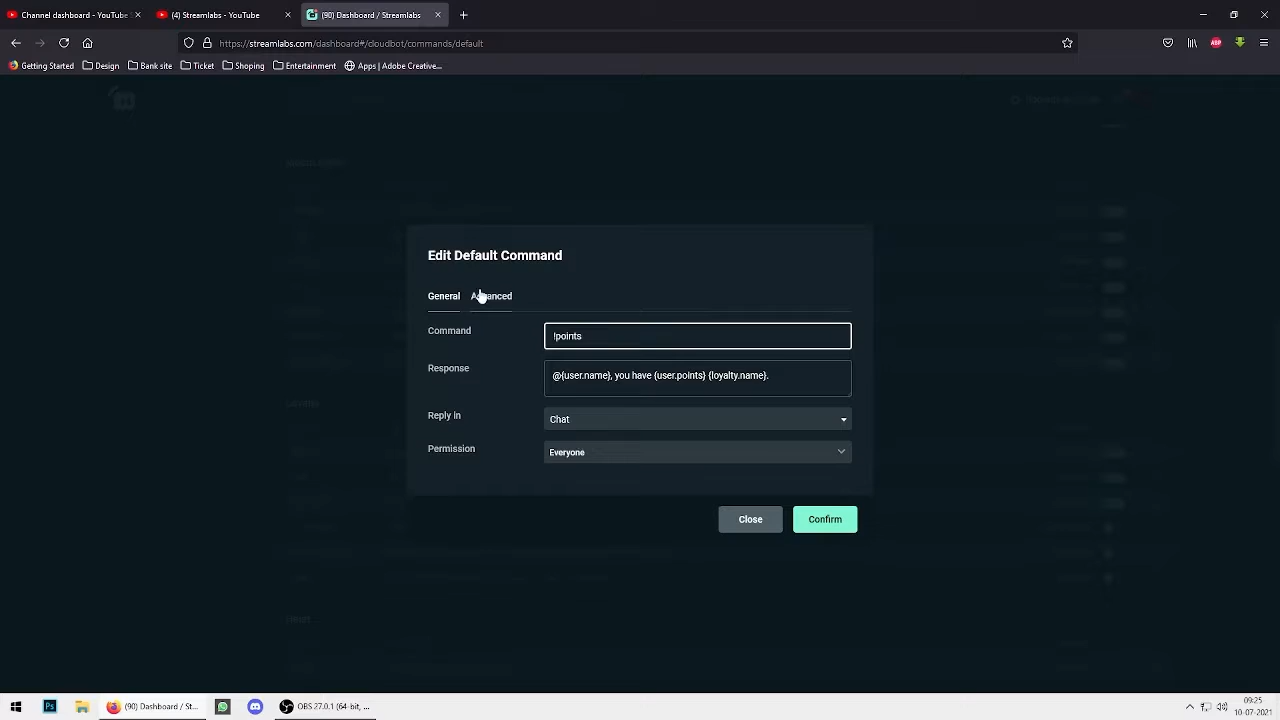 Channel dashboard - YouTube
(4) Streamlabs - YouTube
(90) Dashboard / Streamlabs
https://streamlabs.com/dashboard#/cloudbot/commands/default
Getting Started
Design
Bank site
Ticket
Shoping
Entertainment
Apps | Adobe Creative...
Edit Default Command
General
Advanced
Command
!points
Response
@{user.name}, you have {user.points} {loyalty.name}.
Reply In
Chat
Permission
Everyone
Close
Confirm
(90) Dashboard / St...
OBS 27.0.1 (64-bit, ...
09:25
10-07-2021